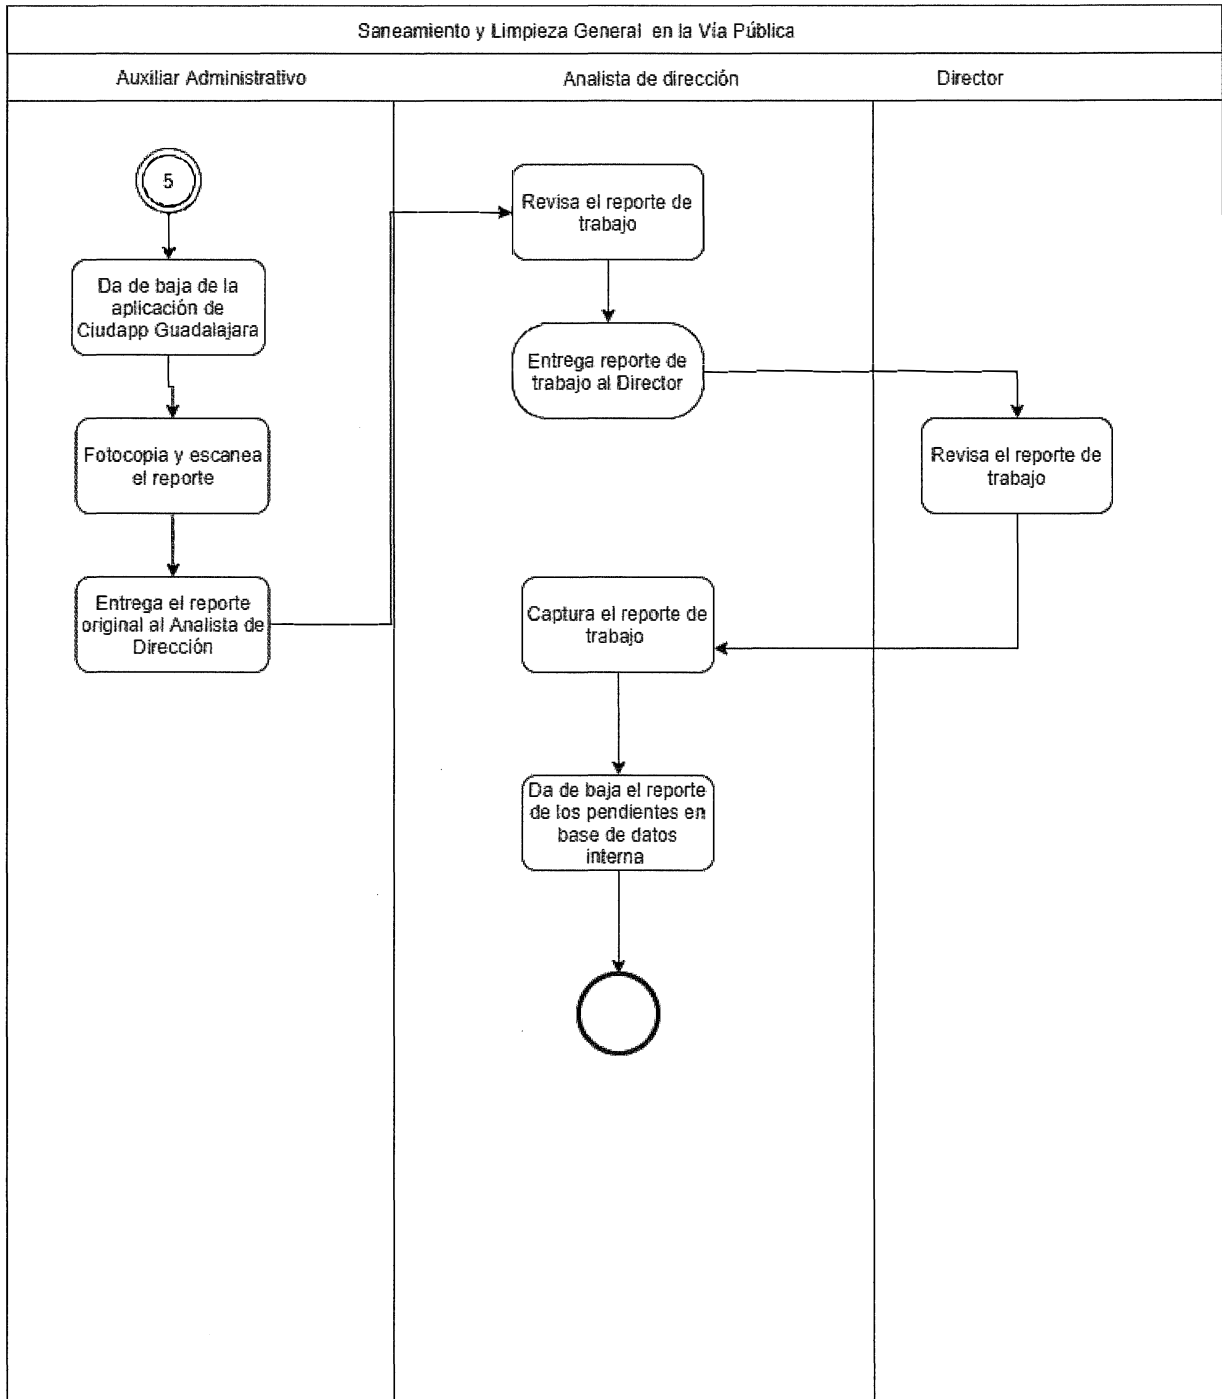 Saneamiento y Limpieza General en la Vía Pública
Auxiliar Administrativo
Analista de dirección
Director
5
Da de baja de la
aplicación de
Ciudapp Guadalajara
Fotocopia y escanea
el reporte
Entrega el reporte
original al Analista de
Dirección
Revisa el reporte de
trabajo
Entrega reporte de
trabajo al Director
Revisa el reporte de
trabajo
Captura el reporte de
trabajo
Da de baja el reporte
de los pendientes en
base de datos
interna